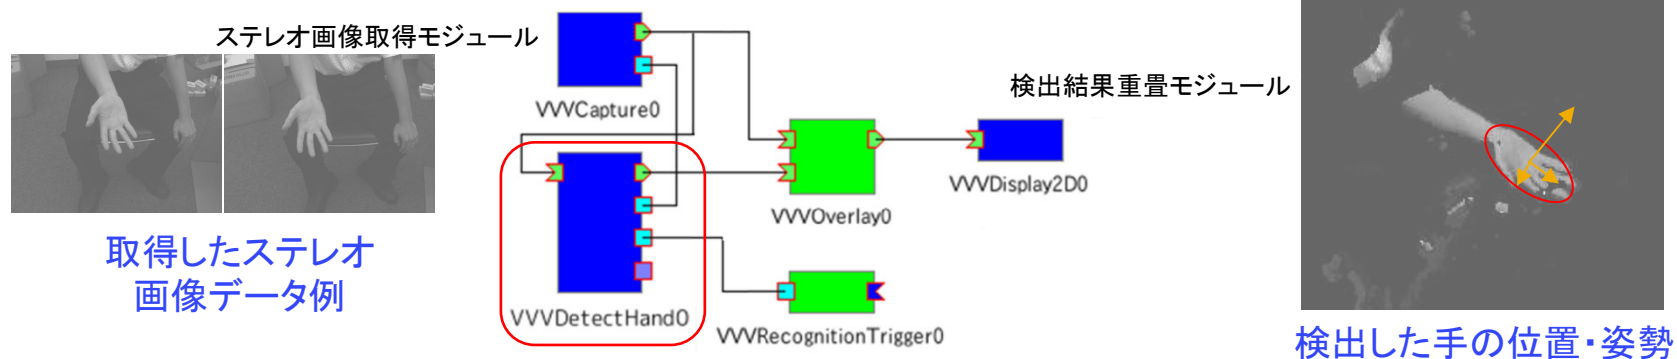 ステレオ画像取得モジュール
VVVCapture0
検出結果重畳モジュール
VVVDisplay2D0
VVVOverlay0
取得したステレオ
画像データ例
VVVDetectHand0
VVVRecognitionTrigger0
検出した手の位置・姿勢